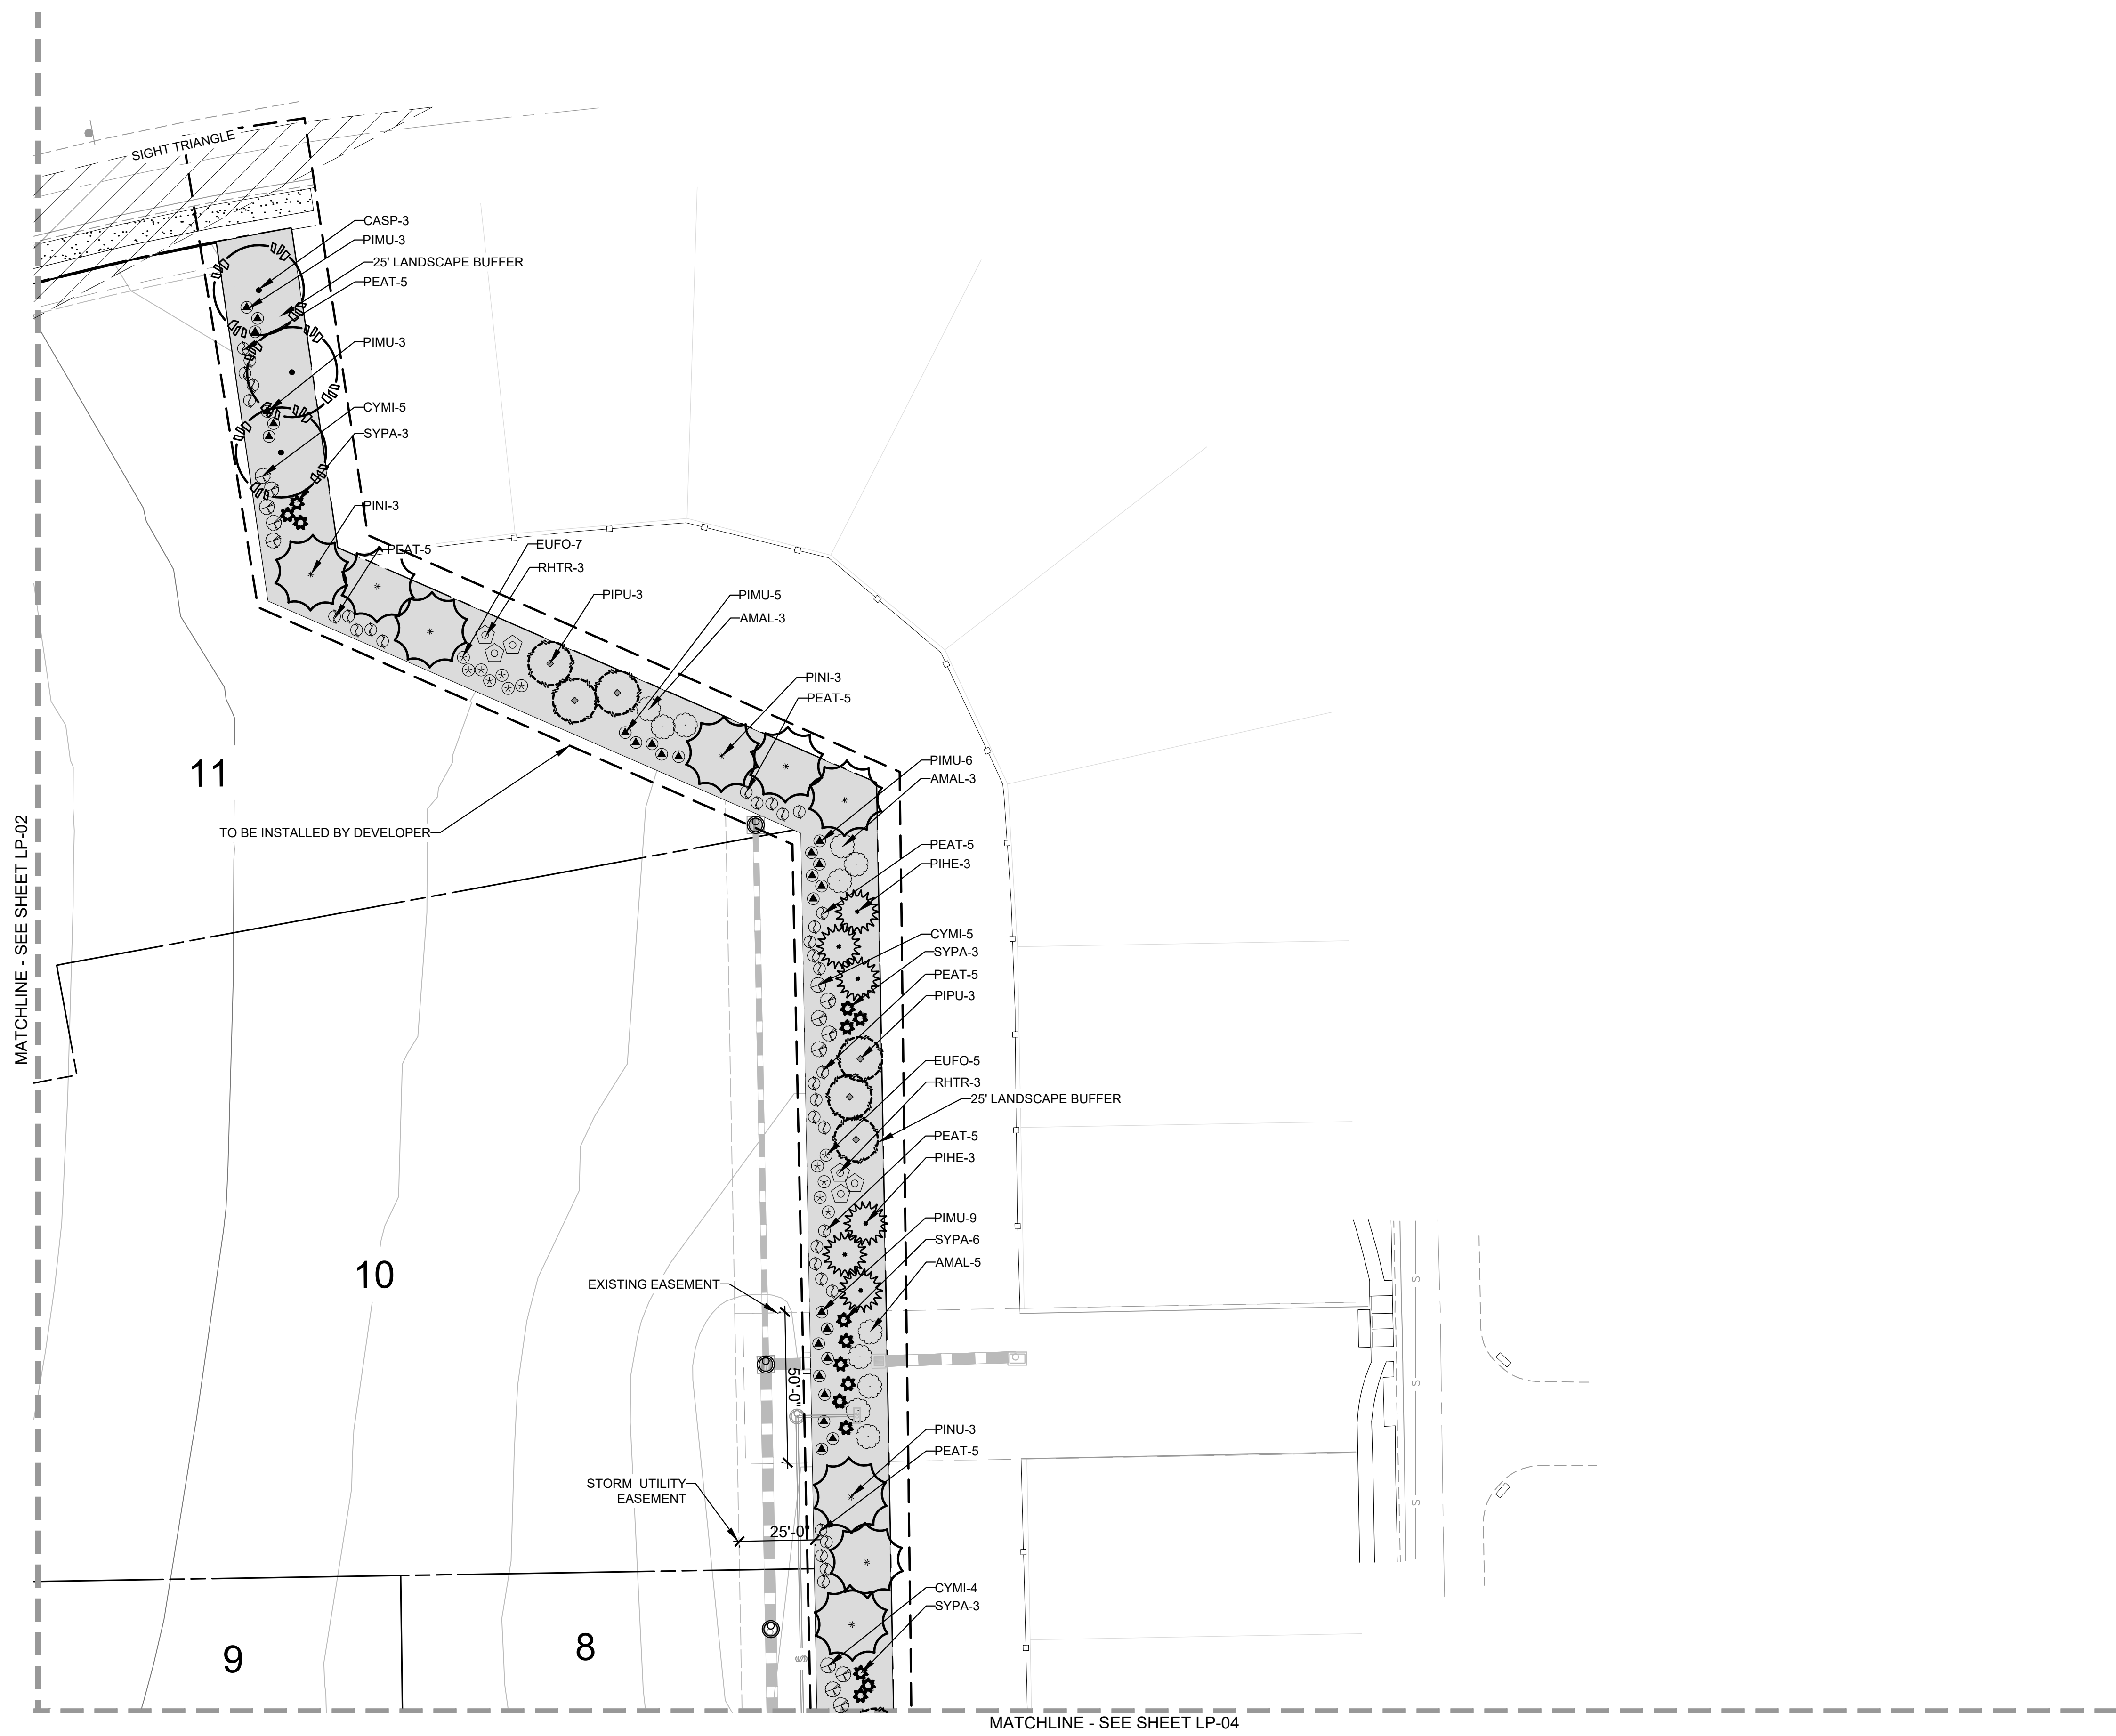 SIGHT TRIANGLE
CASP-3
PIMU-3
25' LANDSCAPE BUFFER
PEAT-5
PIMU-3
CYMI-5
SYPA-3
PINI-3
PEAT-5
EUFO-7
RHTR-3
PIPU-3
PIMU-5
AMAL-3
PINI-3
PEAT-5
PIMU-6
AMAL-3
11
TO BE INSTALLED BY DEVELOPER
MATCHLINE - SEE SHEET LP-02
PEAT-5
PIHE-3
CYMI-5
SYPA-3
PEAT-5
PIPU-3
EUFO-5
RHTR-3
25' LANDSCAPE BUFFER
PEAT-5
PIHE-3
PIMU-9
SYPA-6
AMAL-5
10
EXISTING EASEMENT
50'-0"
S
S
S
PINU-3
PEAT-5
STORM UTILITY
EASEMENT
25'-0"
CYMI-4
SYPA-3
9
8
S
MATCHLINE - SEE SHEET LP-04